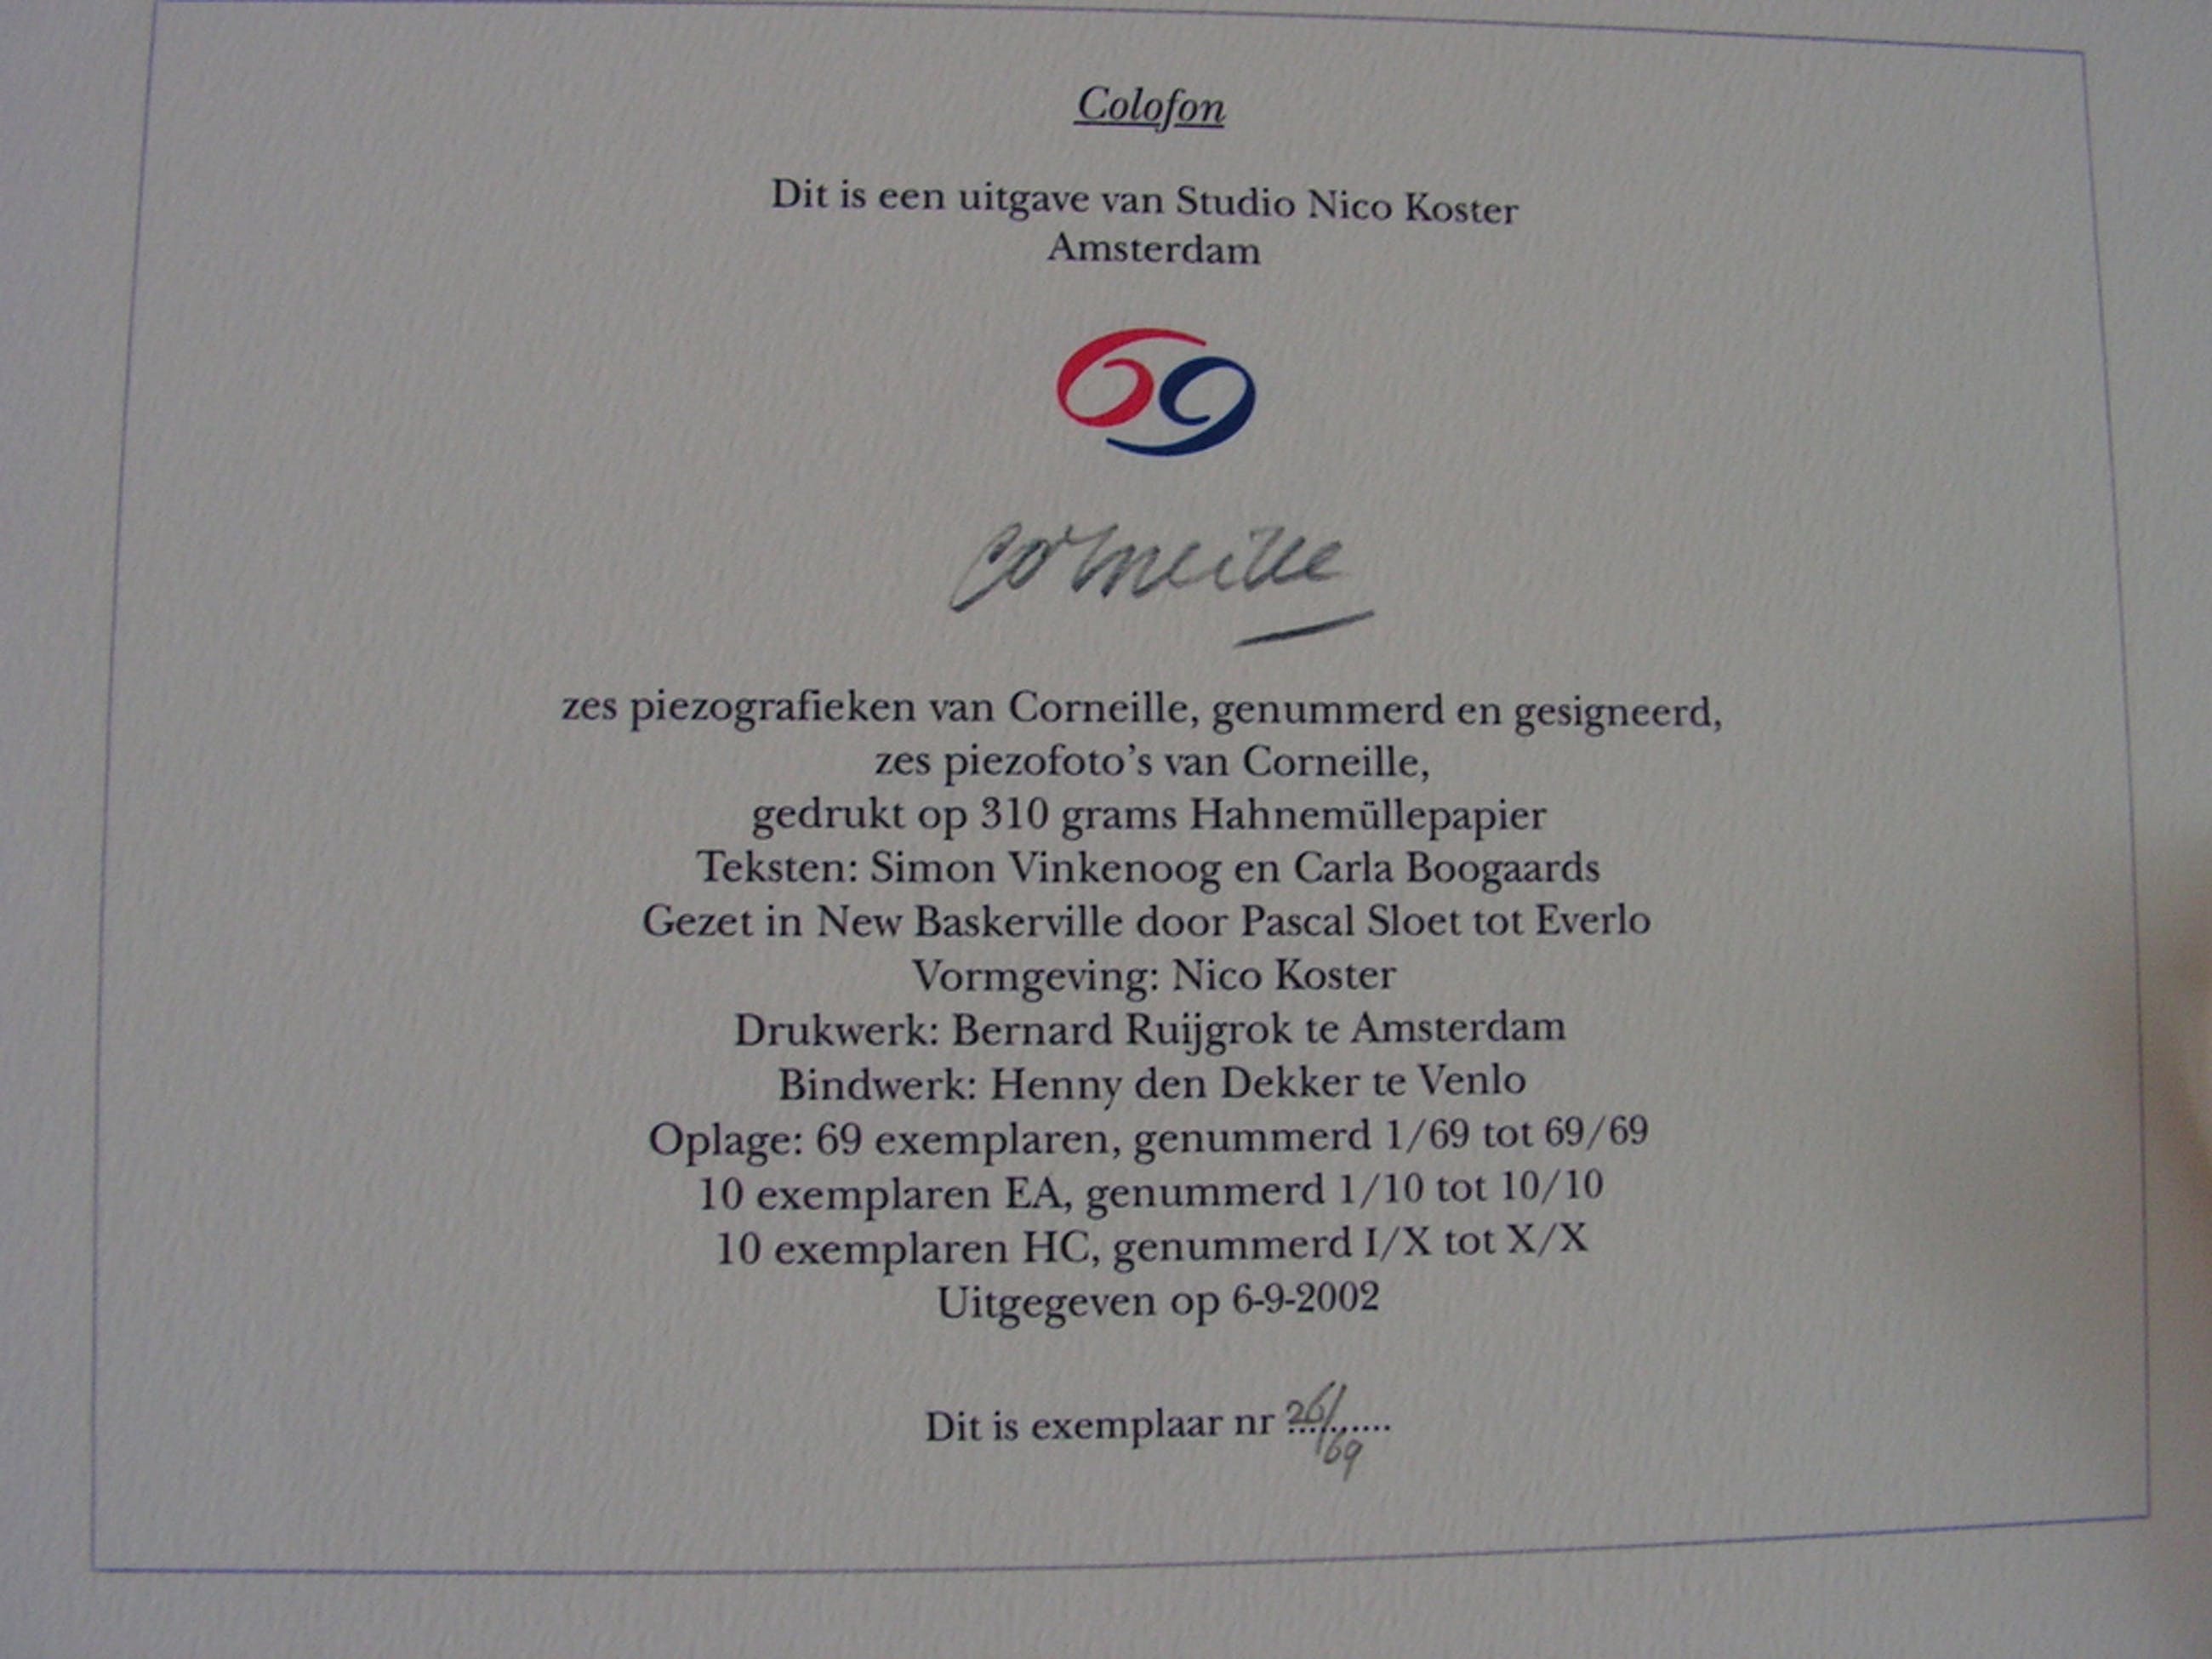 Colofon
Dit is een uitgave van Studio Nico Koster
Amsterdam
69
Corneille
zes piezografieken van Corneille, genummerd en gesigneerd,
zes piezofoto's van Corneille,
gedrukt op 310 grams Hahnemüllepapier
Teksten: Simon Vinkenoog en Carla Boogaards
Gezet in New Baskerville door Pascal Sloet tot Everlo
Vormgeving: Nico Koster
Drukwerk: Bernard Ruijgrok te Amsterdam
Bindwerk: Henny den Dekker te Venlo
Oplage: 69 exemplaren, genummerd 1/69 tot 69/69
10 exemplaren EA, genummerd 1/10 tot 10/10
10 exemplaren HC, genummerd I/X tot X/X
Uitgegeven op 6-9-2002
Dit is exemplaar nr 26/69